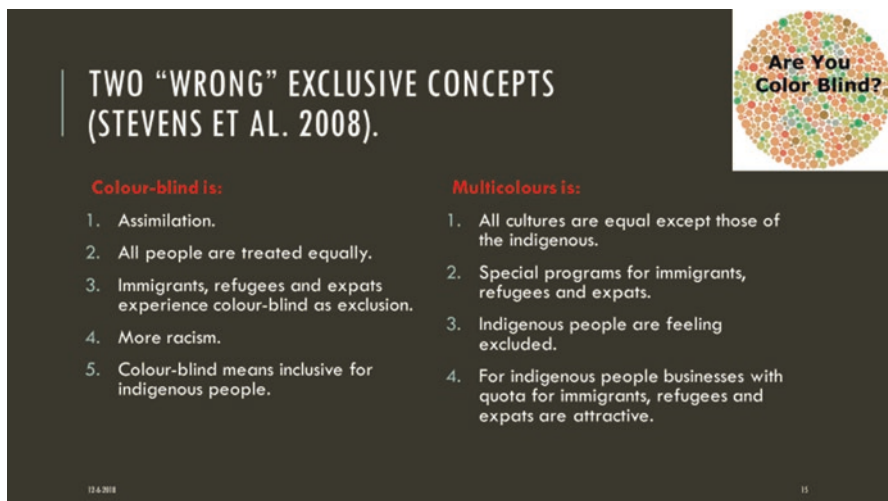 TWO “WRONG” EXCLUSIVE CONCEPTS
(STEVENS ET AL. 2008).
Are You
Color Blind?
Colour-blind is:
1. Assimilation.
2. All people are treated equally.
3. Immigrants, refugees and expats
experience colour-blind as exclusion.
4. More racism.
5. Colour-blind means inclusive for
indigenous people.
Multicolours is:
1. All cultures are equal except those of
the indigenous.
2. Special programs for immigrants,
refugees and expats.
3. Indigenous people are feeling
excluded.
4. For indigenous people businesses with
quota for immigrants, refugees and
expats are attractive.
12-6-2018
15